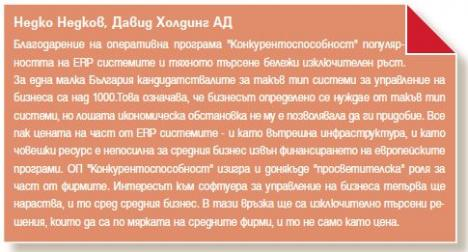 Недко Недков, Давид Холдинг АД
Благодарение на оперативна програма "Конкурентоспособност" популяр-
ността на ERP системите и тяхното търсене бележи изключителен ръст.
За една малка България кандидатствалите за такъв тип системи за управление на
бизнеса са над 1000.Това означава, че бизнесът определено се нуждае от такъв тип
системи, но лошата икономическа обстановка не му е позволявала да ги придобие. Все
пак цената на част от ERP системите - и като вътрешна инфраструктура, и като
човешки ресурс е непосилна за средния бизнес извън финансирането на европейските
програми. ОП "Конкурентоспособност" изигра и донякъде "просветителска" роля за
част от фирмите. Интересът към софтуера за управление на бизнеса тепърва ще
нараства, и то сред средния бизнес. В тази връзка ще са изключително търсени ре-
шения, които да са по мярката на средните фирми, и то не само като цена.